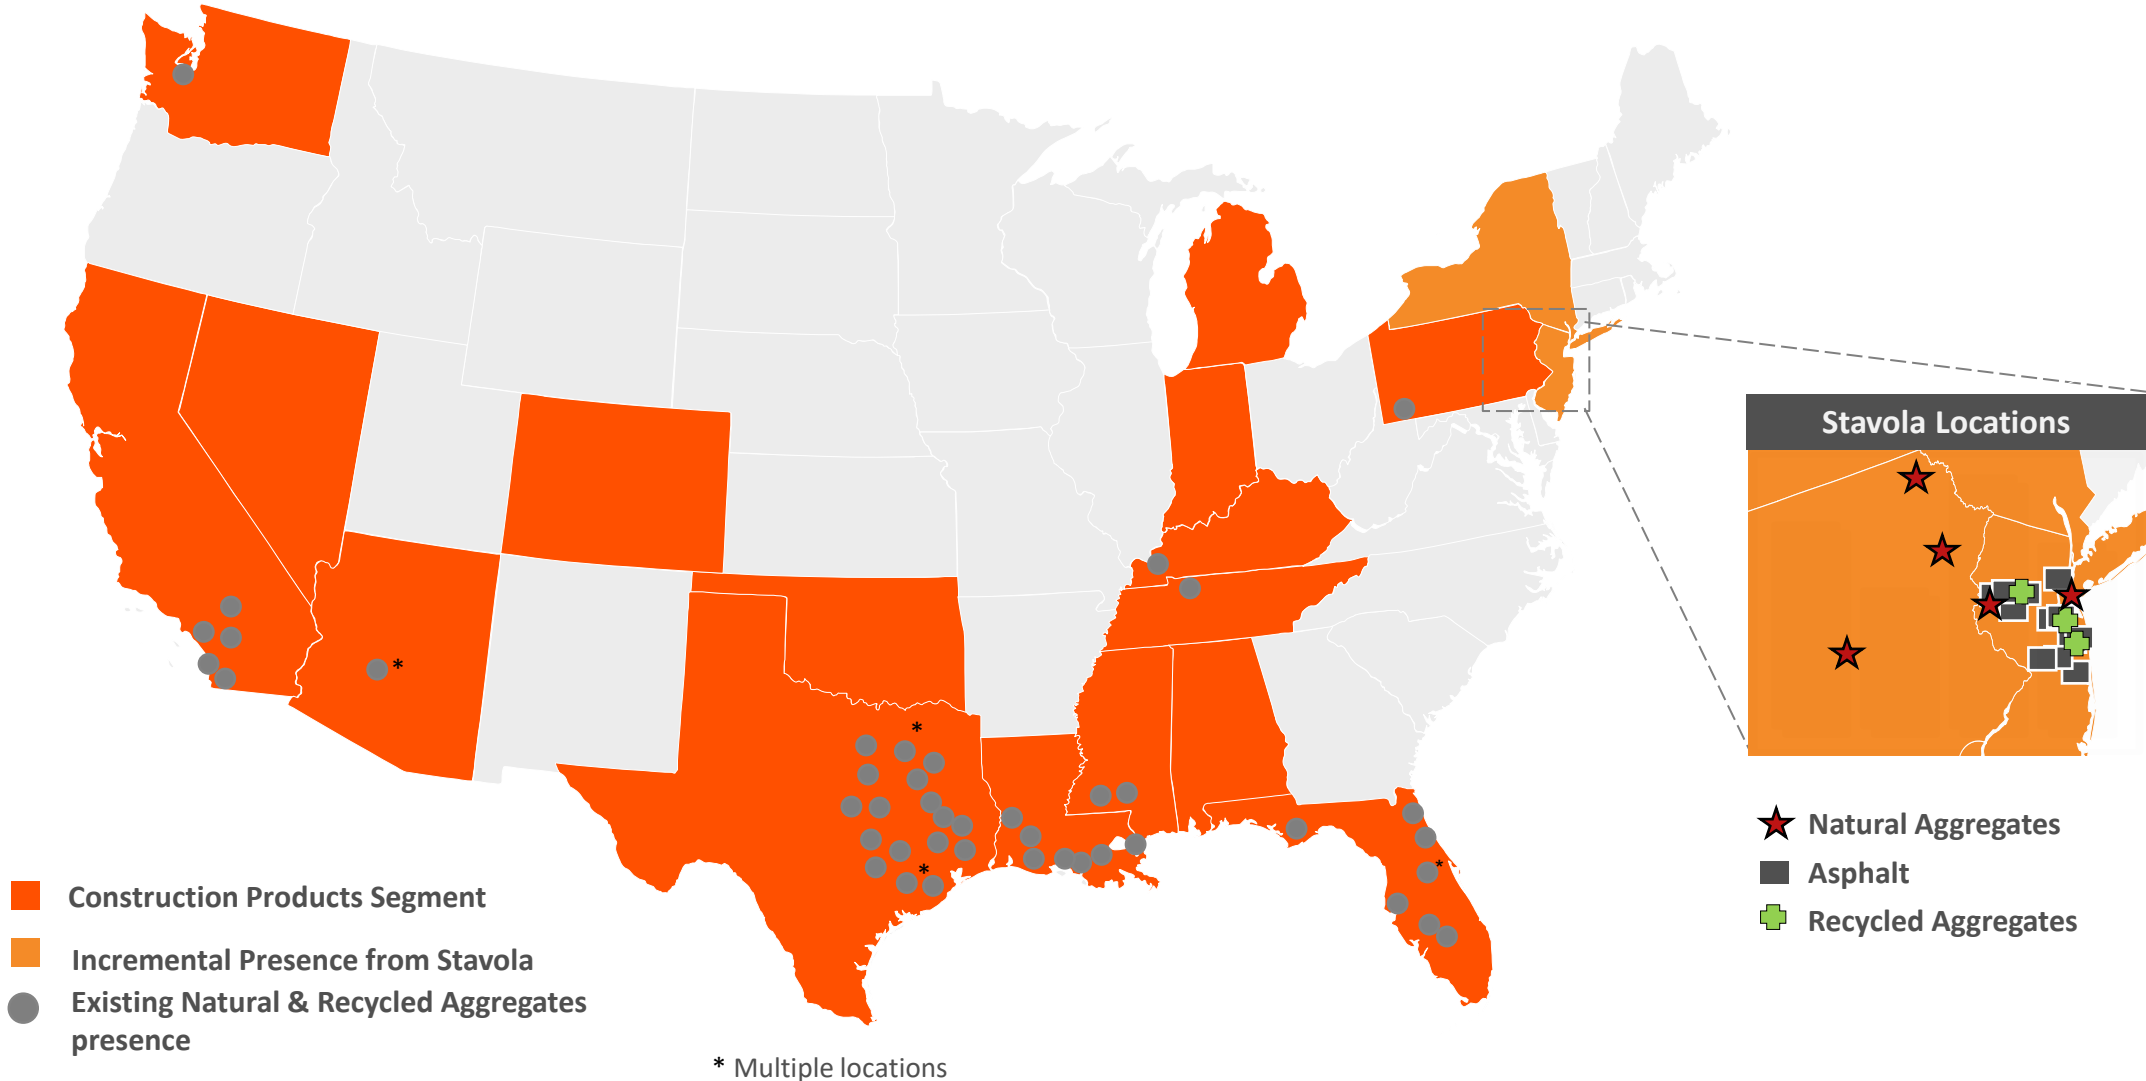 Stavola Locations
Natural Aggregates
Asphalt
Recycled Aggregates
Construction Products Segment
Incremental Presence from Stavola
Existing Natural & Recycled Aggregates
presence
*
*
*
*
* Multiple locations